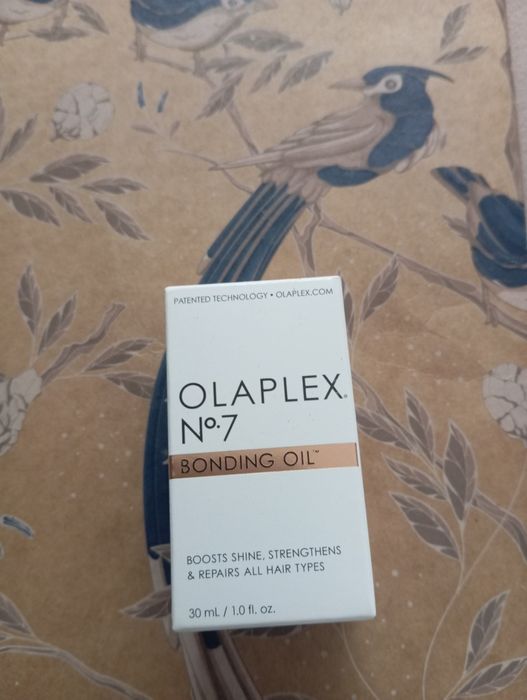 PATENTED TECHNOLOGY • OLAPLEX.COM
OLAPLEX®
Nº.7
BONDING OIL™
BOOSTS SHINE, STRENGTHENS
& REPAIRS ALL HAIR TYPES
30 mL / 1.0 fl. oz.